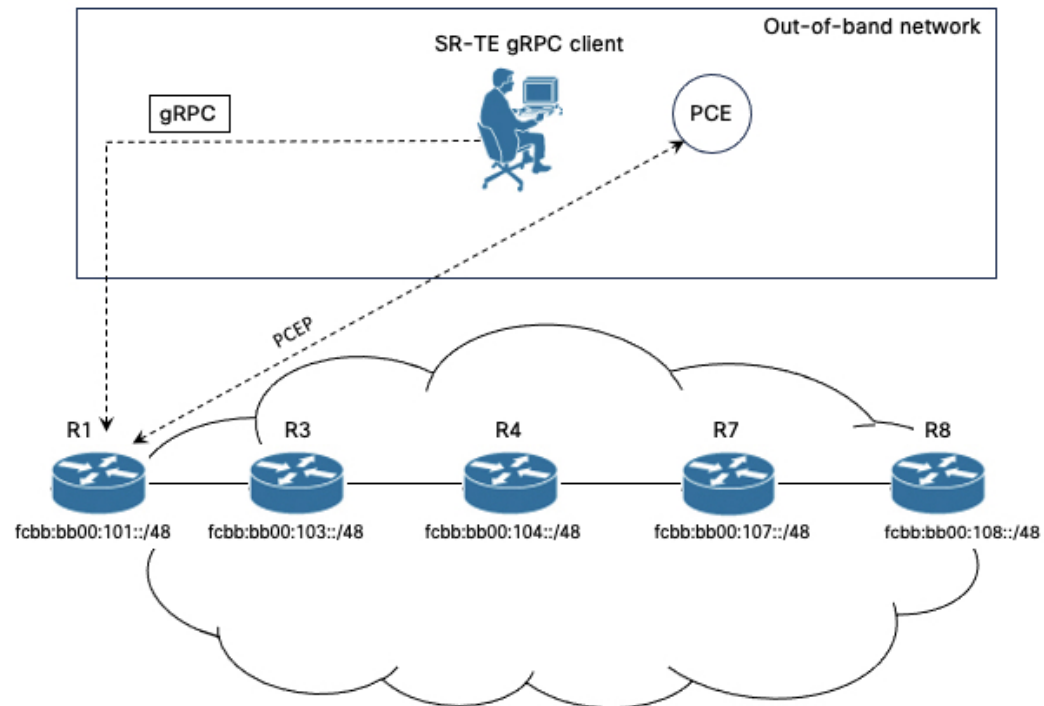 Out-of-band network
SR-TE gRPC client
gRPC
PCE
PCEP
R1
R3
R4
R7
R8
fcbb:bb00:101::/48
fcbb:bb00:103::/48
fcbb:bb00:104::/48
fcbb:bb00:107::/48
fcbb:bb00:108::/48